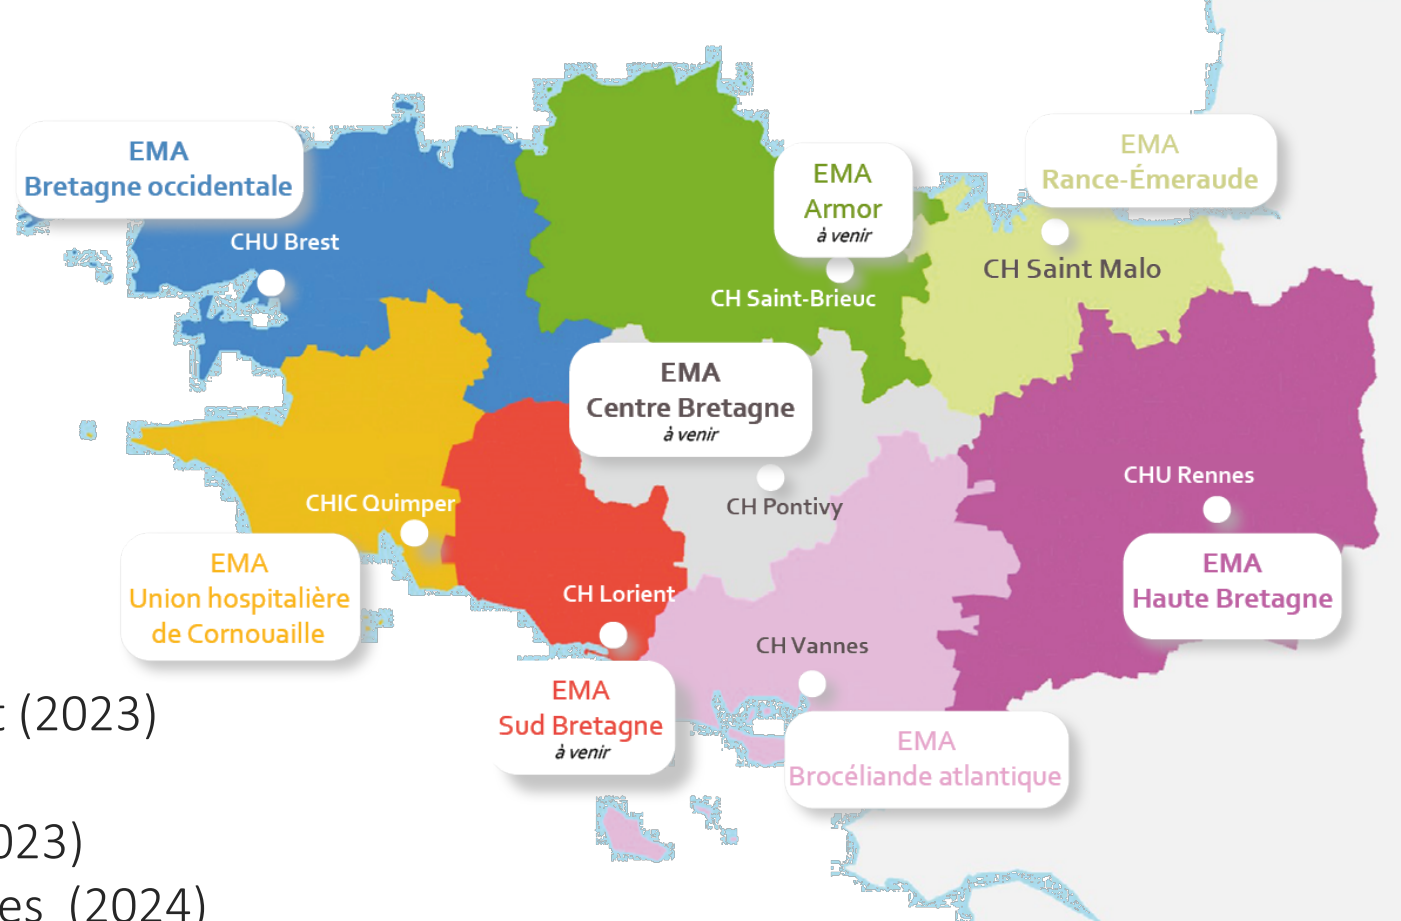 EMA
Bretagne occidentale
CHU Brest
EMA
Armor
à venir
CH Saint-Brieuc
EMA
Rance-Émeraude
CH Saint Malo
EMA
Centre Bretagne
à venir
CH Pontivy
CHU Rennes
EMA
Haute Bretagne
CHIC Quimper
EMA
Union hospitalière
de Cornouaille
CH Lorient
EMA
Sud Bretagne
à venir
CH Vannes
EMA
Brocéliande atlantique
(2023)
023)
es (2024)